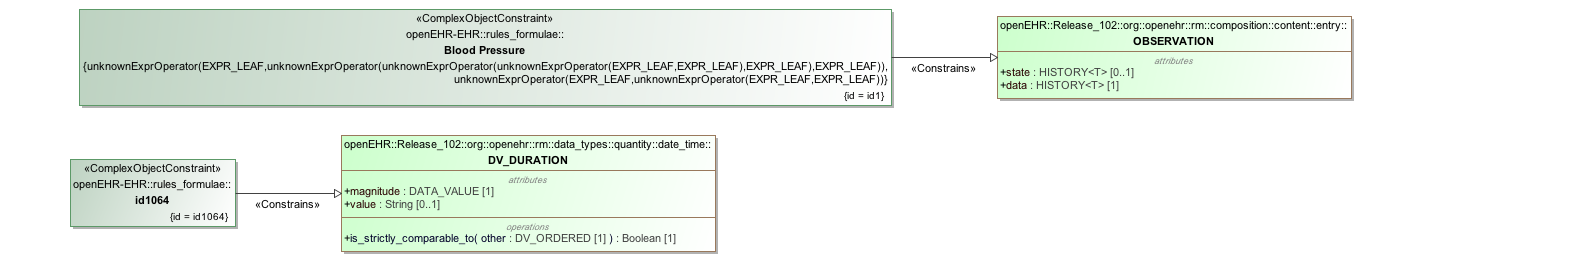 «ComplexObjectConstraint»
openEHR-EHR::rules_formulae::
Blood Pressure
{unknownExprOperator(EXPR_LEAF,unknownExprOperator(unknownExprOperator(unknownExprOperator(EXPR_LEAF,EXPR_LEAF),EXPR_LEAF),EXPR_LEAF)),
unknownExprOperator(EXPR_LEAF,unknownExprOperator(EXPR_LEAF,EXPR_LEAF))}
{id = id1}
«Constrains»
openEHR::Release_102::org::openehr::rm::composition::content::entry::
OBSERVATION
attributes
+state : HISTORY<T> [0..1]
+data : HISTORY<T> [1]
«ComplexObjectConstraint»
openEHR-EHR::rules_formulae::
id1064
{id = id1064}
«Constrains»
openEHR::Release_102::org::openehr::rm::data_types::quantity::date_time::
DV_DURATION
attributes
+magnitude : DATA_VALUE [1]
+value : String [0..1]
operations
+is_strictly_comparable_to( other : DV_ORDERED [1] ) : Boolean [1]